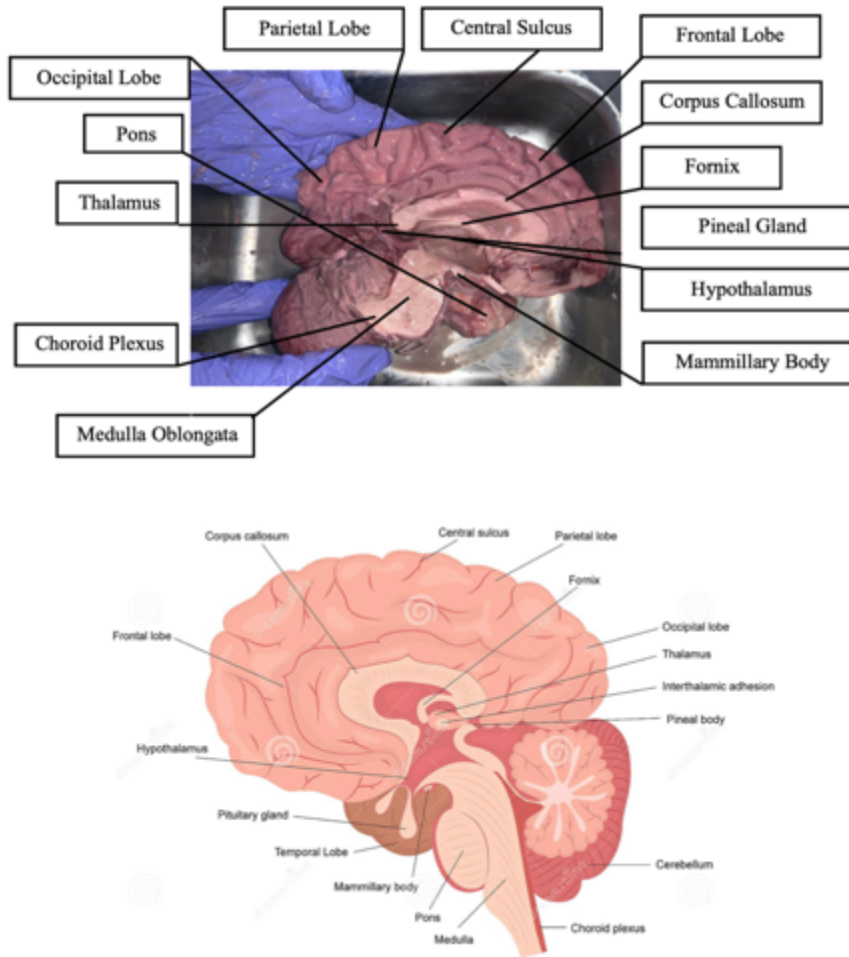 Parietal Lobe
Central Sulcus
Frontal Lobe
Occipital Lobe
Corpus Callosum
Pons
Fornix
Thalamus
Pineal Gland
Hypothalamus
Choroid Plexus
Mammillary Body
Medulla Oblongata
Corpus callosum
Central sulcus
Parietal lobe
Fornix
Frontal lobe
Occipital lobe
Thalamus
Interthalamic adhesion
Pineal body
Hypothalamus
Pituitary gland
Temporal Lobe
Cerebellum
Mammillary body
Pons
Medulla
Choroid plexus